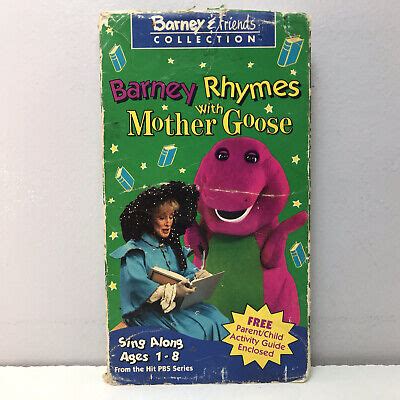 Barney & friends
COLLECTION
Barney Rhymes
with
Mother Goose
FREE
Parent/Child
Activity Guide
Enclosed
Sing Along
Ages 1-8
From the Hit PBS Series